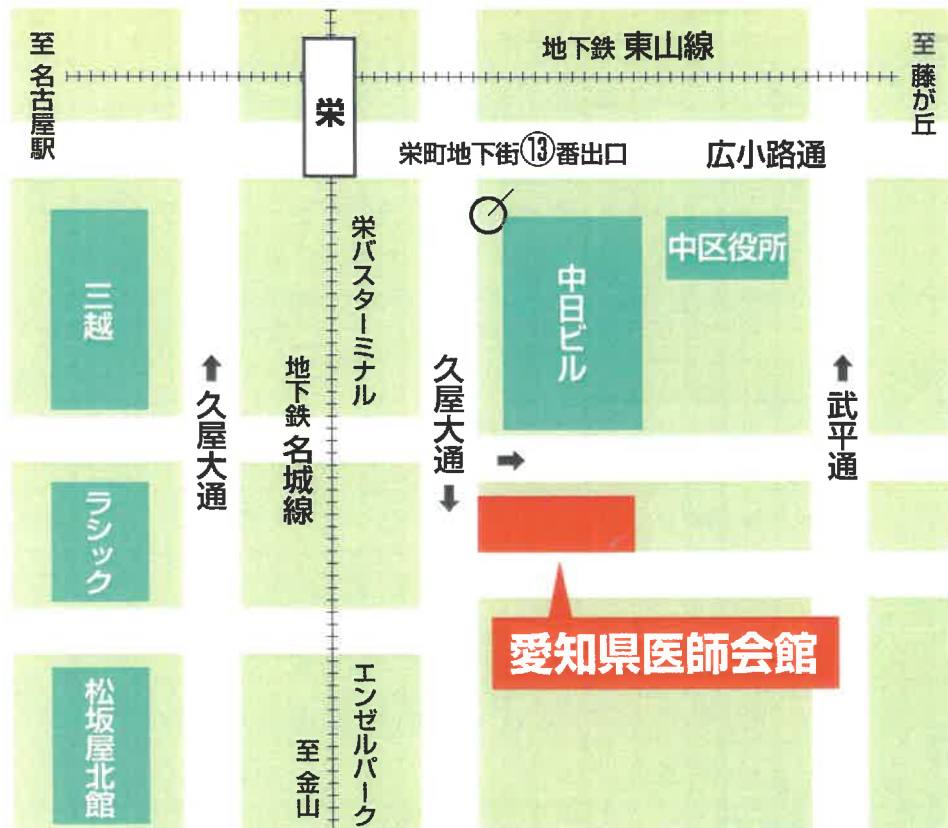 至 名古屋駅
地下鉄 東山線
至 藤が丘
栄
栄町地下街⑬番出口
広小路通
三越
栄バスターミナル
中日ビル
中区役所
↑久屋大通
地下鉄 名城線
久屋大通↓
→
↑武平通
ラシック
愛知県医師会館
松坂屋北館
至 金山
エンゼルパーク